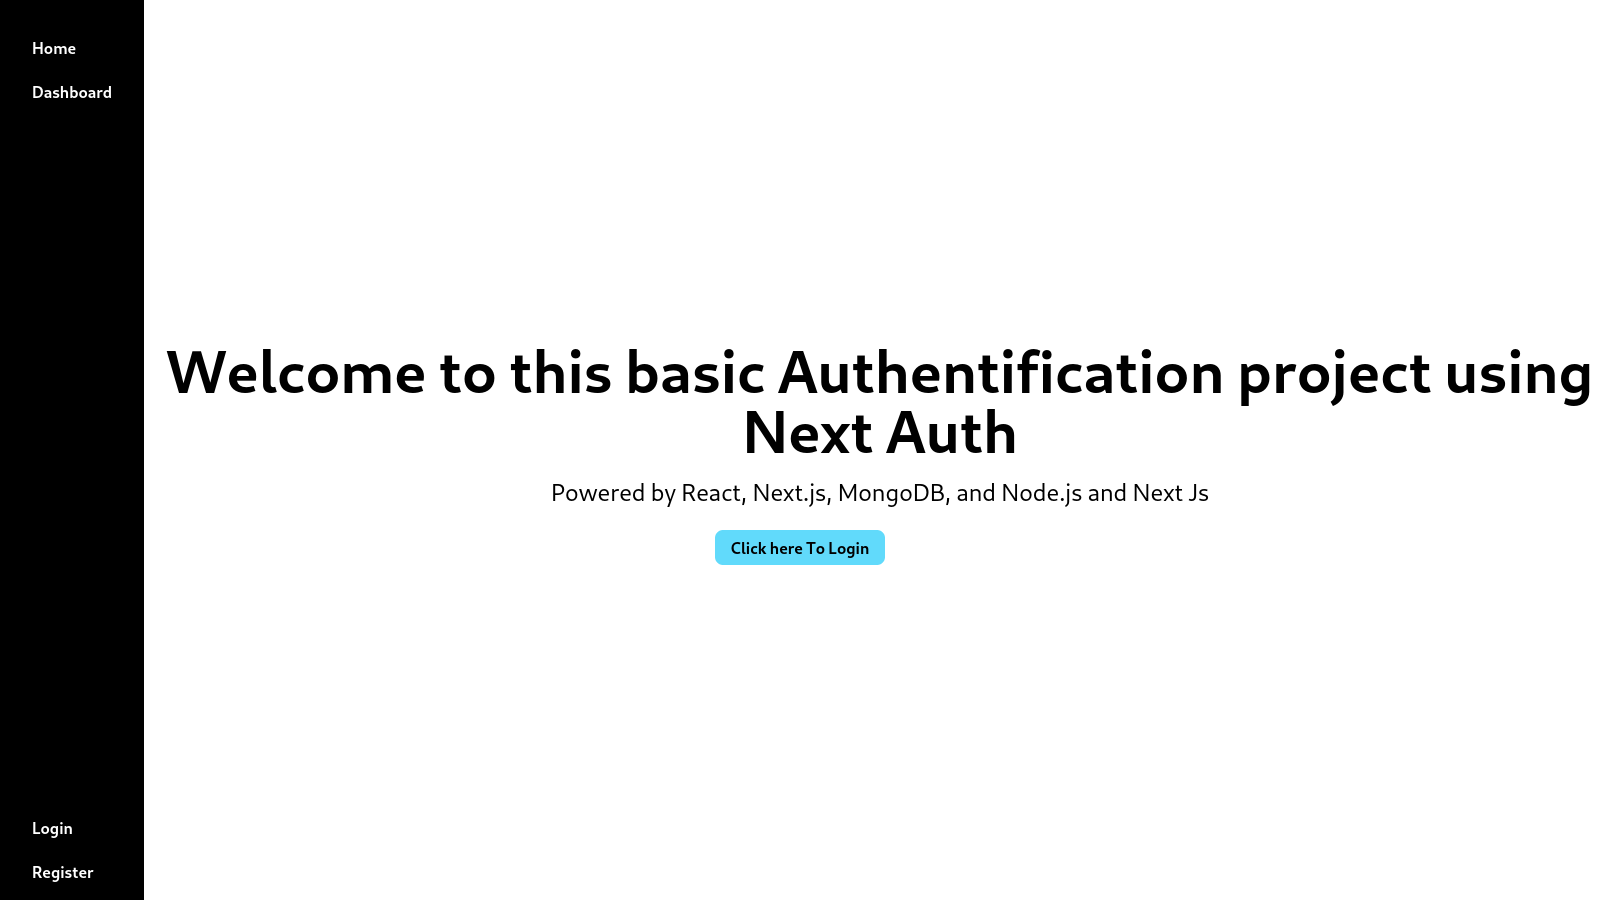 Home
Dashboard
Welcome to this basic Authentification project using
Next Auth
Powered by React, Next.js, MongoDB, and Node.js and Next Js
Click here To Login
Login
Register